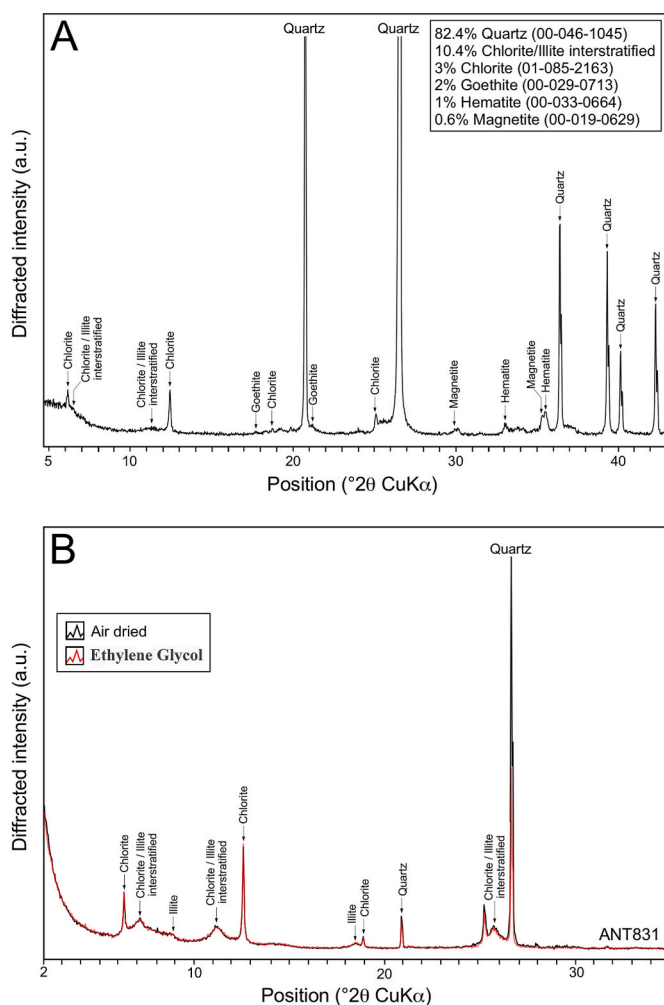 A
Quartz
Quartz
82.4% Quartz (00-046-1045)
10.4% Chlorite/Illite interstratified
3% Chlorite (01-085-2163)
2% Goethite (00-029-0713)
1% Hematite (00-033-0664)
0.6% Magnetite (00-019-0629)
Diffracted intensity (a.u.)
Chlorite
Chlorite / Illite
interstratified
Chlorite / Illite
interstratified
Chlorite
Goethite
Chlorite
Goethite
Chlorite
Magnetite
Hematite
Magnetite
Hematite
Quartz
Quartz
Quartz
Quartz
5 10 20 30 40
Position (°2θ CuKα)
B
Quartz
Air dried
Ethylene Glycol
Diffracted intensity (a.u.)
Chlorite
Chlorite / Illite
interstratified
Illite
Chlorite / Illite
interstratified
Chlorite
Illite
Chlorite
Quartz
Chlorite / Illite
interstratified
ANT831
2 10 20 30
Position (°2θ CuKα)